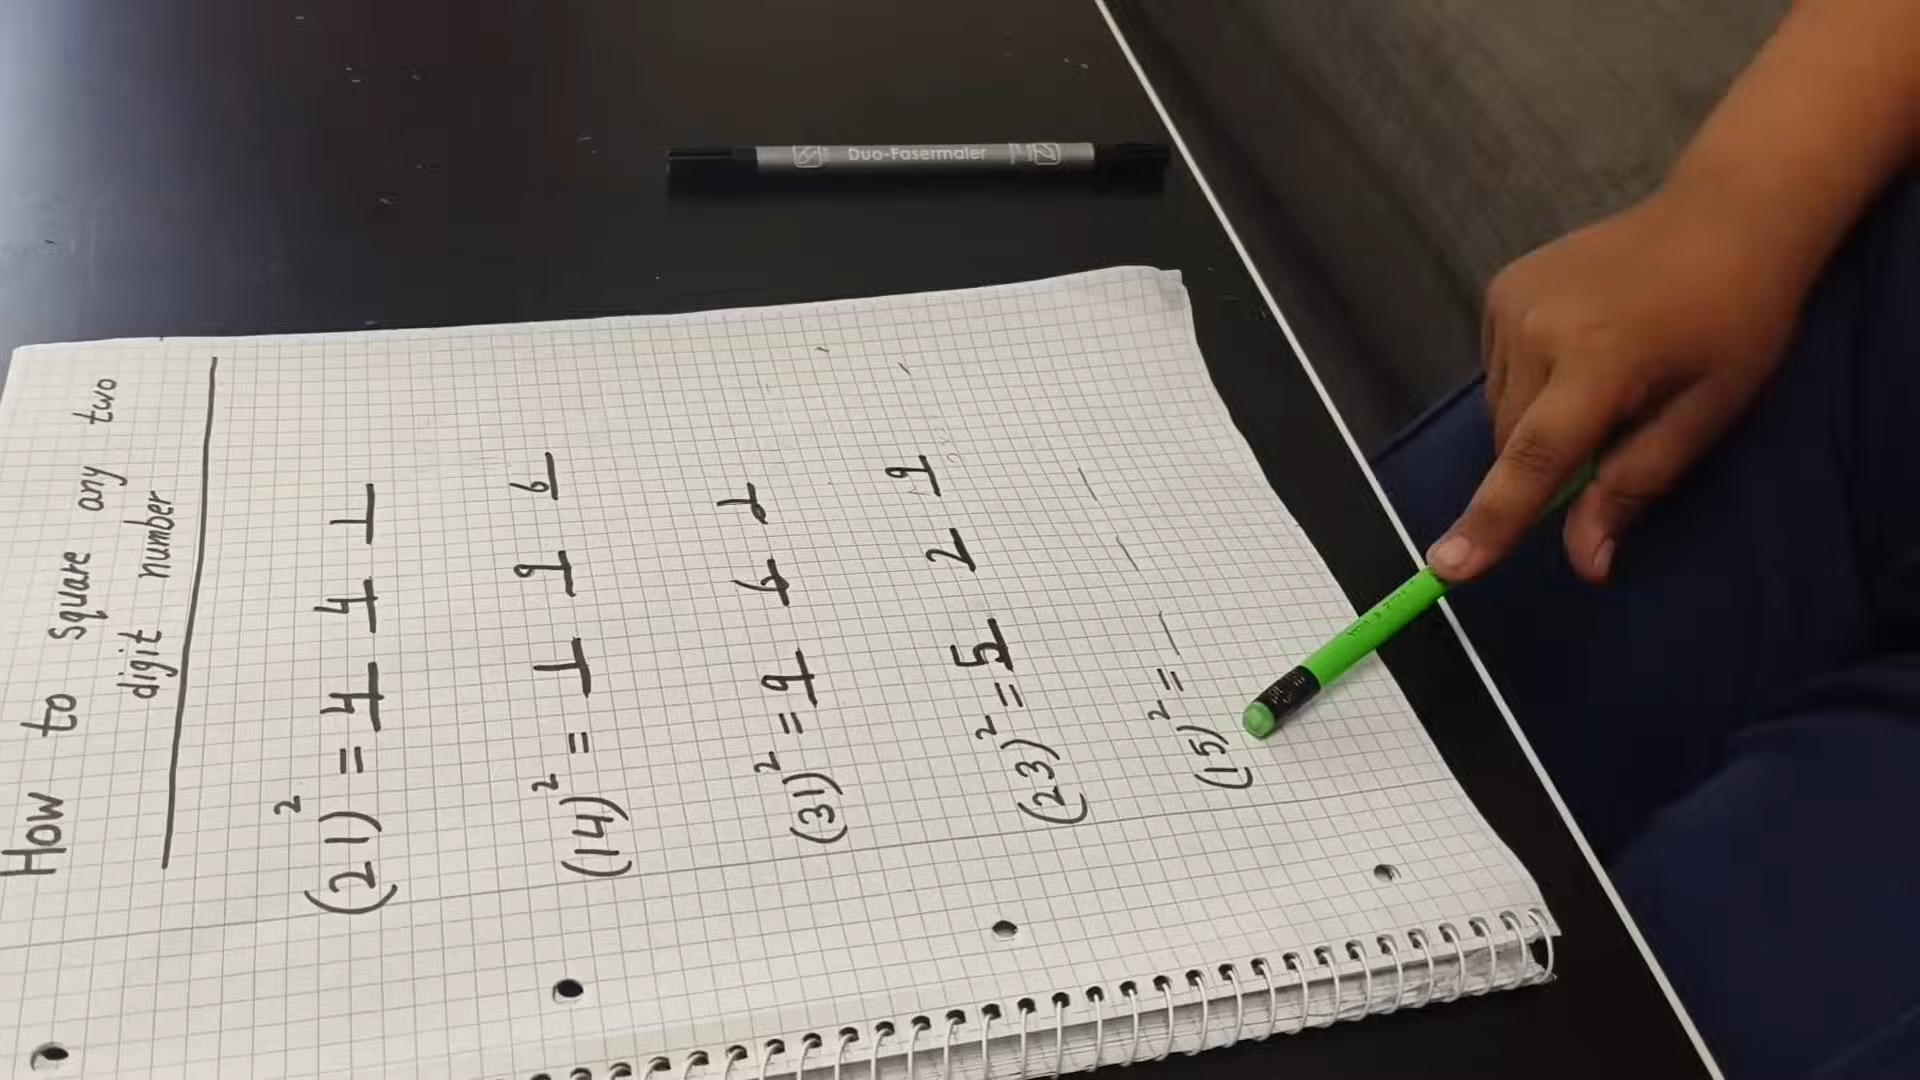 How to square any two
digit number
(21)² = 4 4 1
(14)² = 1 9 6
(31)² = 9 6 1
(23)² = 5 2 9
(15)² = _ _ _
Duo-Fasermaler